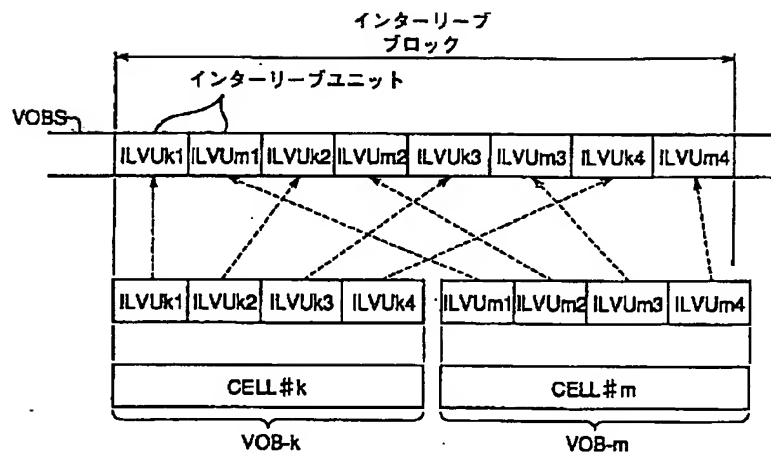 インターリーブ
ブロック
インターリーブユニット
VOBS
ILVUk1 ILVUm1 ILVUk2 ILVUm2 ILVUk3 ILVUm3 ILVUk4 ILVUm4
ILVUk1 ILVUk2 ILVUk3 ILVUk4 ILVUm1 ILVUm2 ILVUm3 ILVUm4
CELL#k CELL#m
VOB-k VOB-m